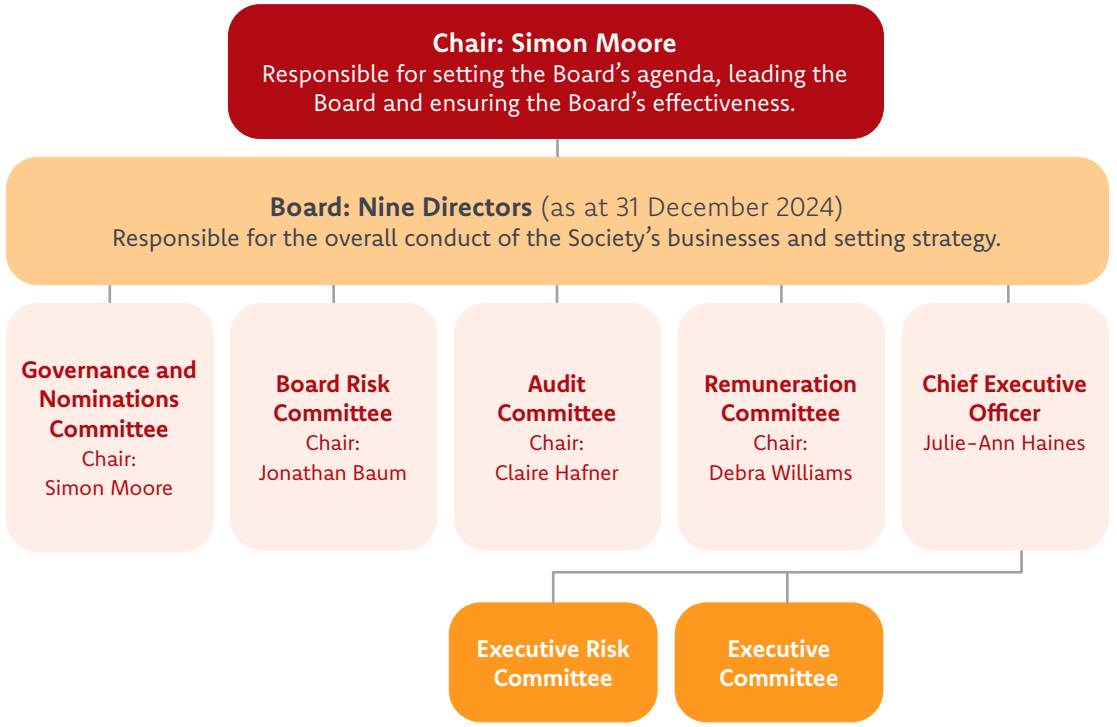 Chair: Simon Moore
Responsible for setting the Board’s agenda, leading the
Board and ensuring the Board’s effectiveness.
Board: Nine Directors (as at 31 December 2024)
Responsible for the overall conduct of the Society’s businesses and setting strategy.
Governance and
Nominations
Committee
Chair:
Simon Moore
Board Risk
Committee
Chair:
Jonathan Baum
Audit
Committee
Chair:
Claire Hafner
Remuneration
Committee
Chair:
Debra Williams
Chief Executive
Officer
Julie-Ann Haines
Executive Risk
Committee
Executive
Committee